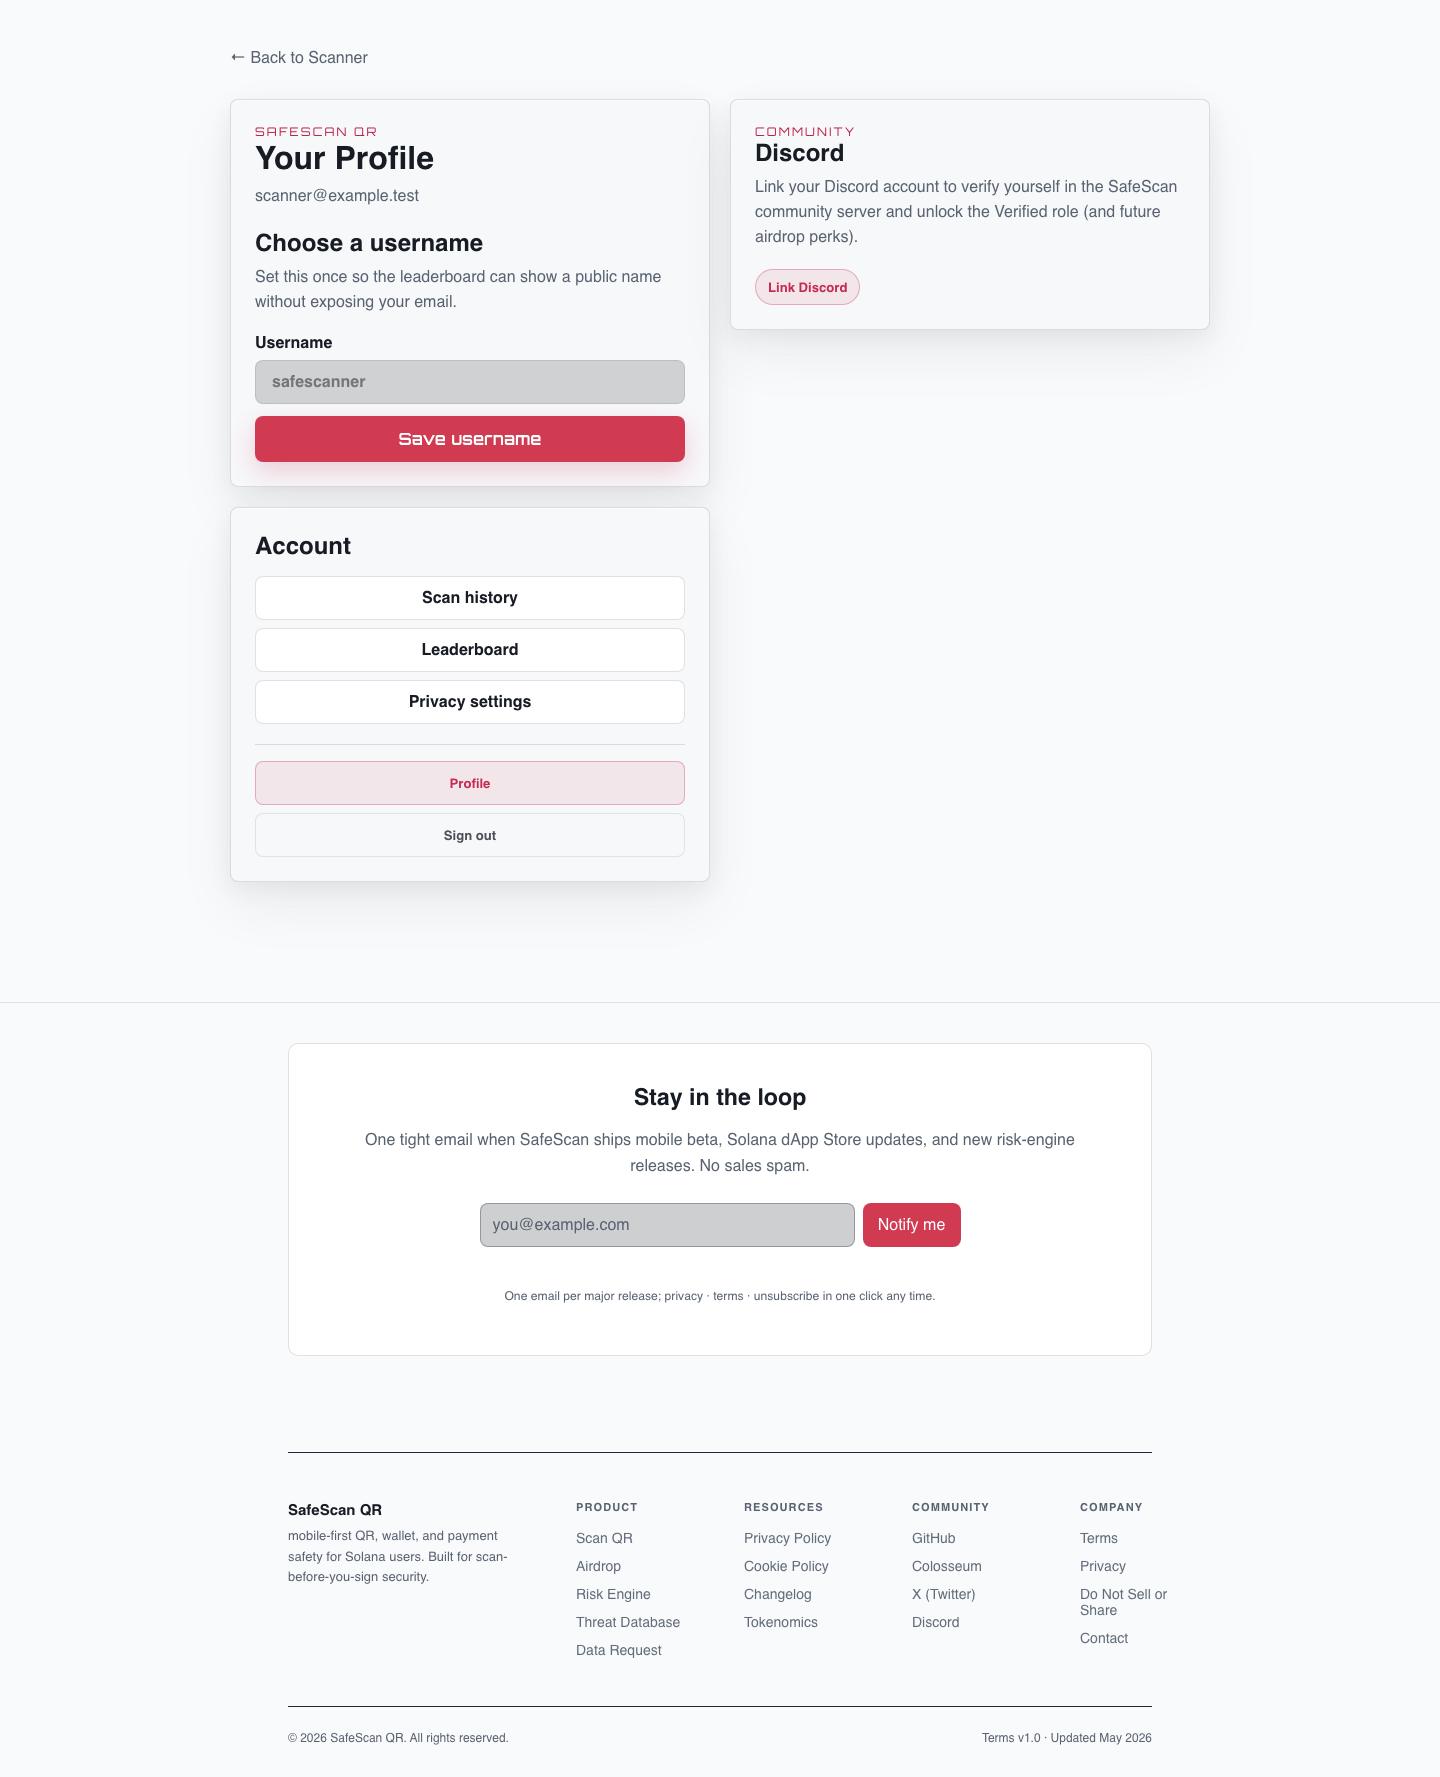 ← Back to Scanner
SAFESCAN QR
Your Profile
scanner@example.test
Choose a username
Set this once so the leaderboard can show a public name
without exposing your email.
Username
safescanner
Save username
COMMUNITY
Discord
Link your Discord account to verify yourself in the SafeScan
community server and unlock the Verified role (and future
airdrop perks).
Link Discord
Account
Scan history
Leaderboard
Privacy settings
Profile
Sign out
Stay in the loop
One tight email when SafeScan ships mobile beta, Solana dApp Store updates, and new risk-engine
releases. No sales spam.
you@example.com
Notify me
One email per major release; privacy · terms · unsubscribe in one click any time.
SafeScan QR
mobile-first QR, wallet, and payment
safety for Solana users. Built for scan-
before-you-sign security.
PRODUCT
Scan QR
Airdrop
Risk Engine
Threat Database
Data Request
RESOURCES
Privacy Policy
Cookie Policy
Changelog
Tokenomics
COMMUNITY
GitHub
Colosseum
X (Twitter)
Discord
COMPANY
Terms
Privacy
Do Not Sell or
Share
Contact
© 2026 SafeScan QR. All rights reserved.
Terms v1.0 · Updated May 2026